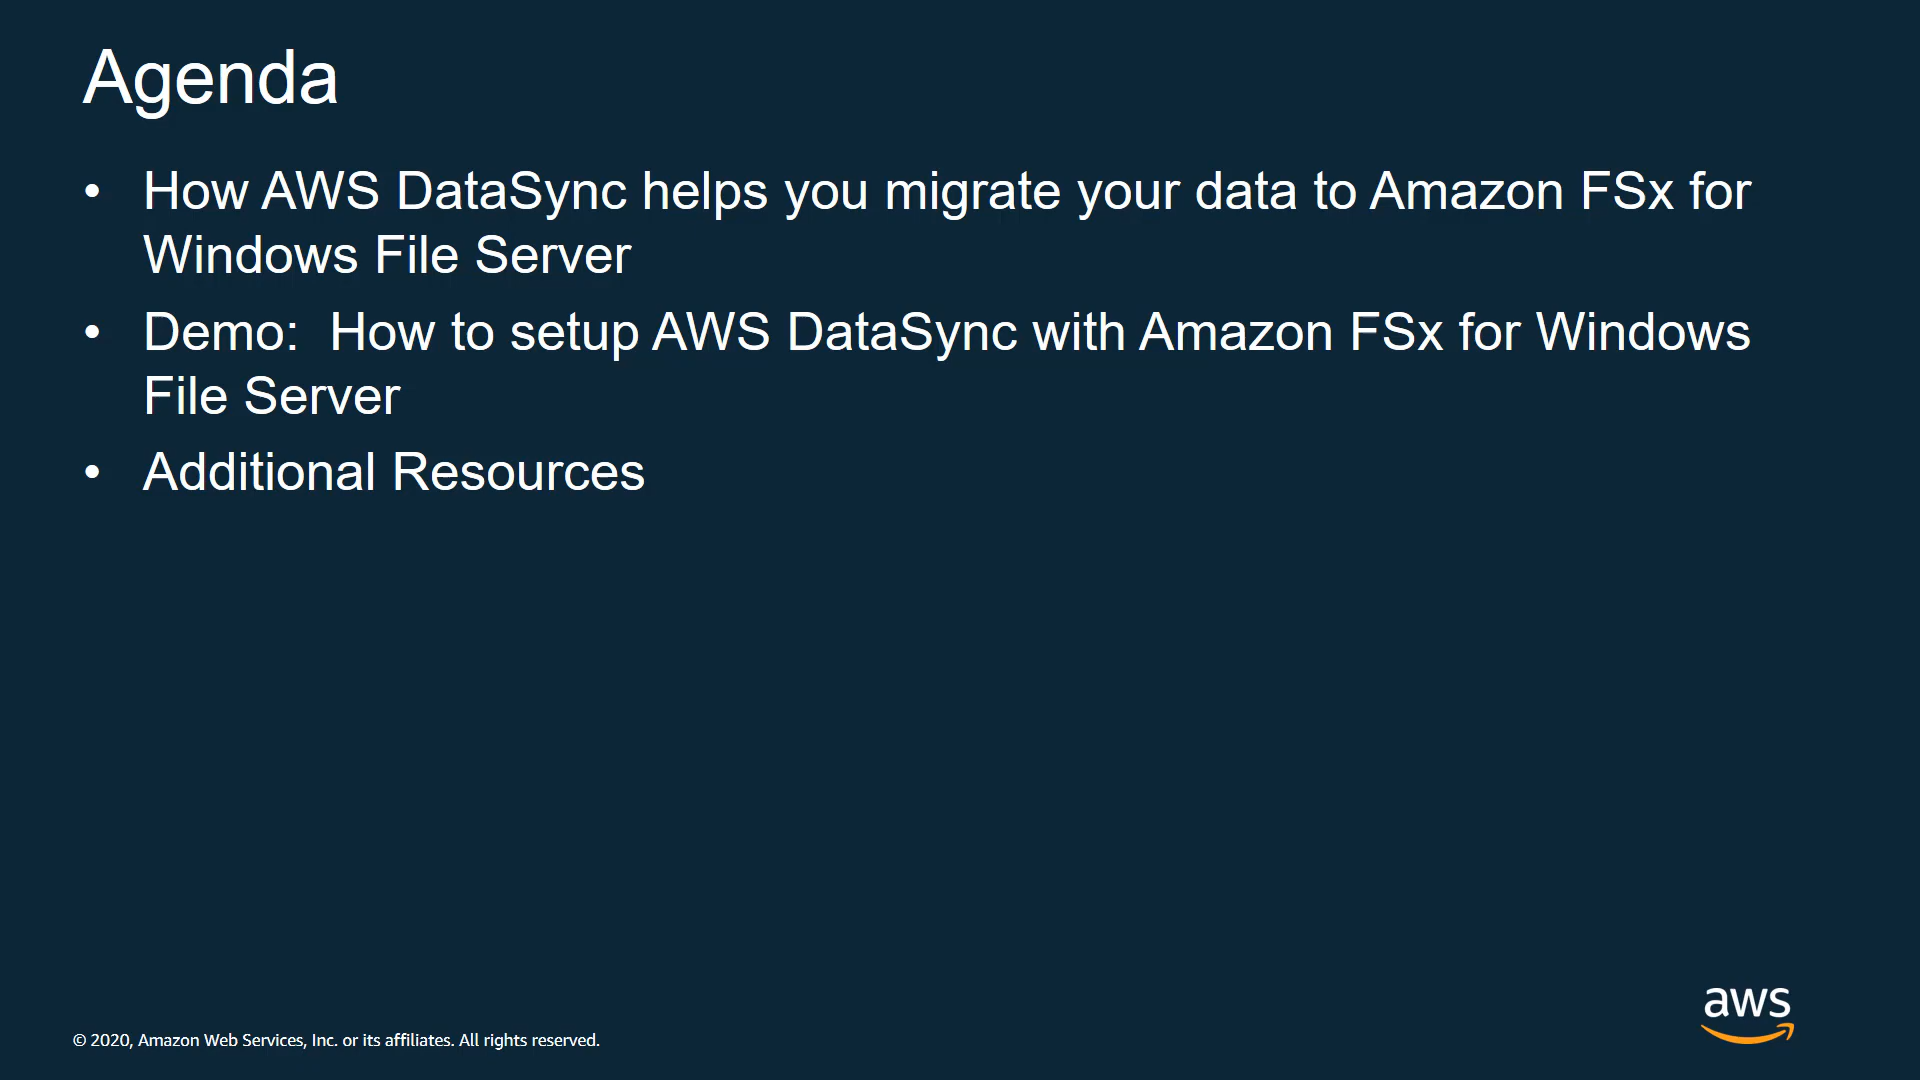 Agenda
• How AWS DataSync helps you migrate your data to Amazon FSx for
Windows File Server
• Demo:  How to setup AWS DataSync with Amazon FSx for Windows
File Server
• Additional Resources
© 2020, Amazon Web Services, Inc. or its affiliates. All rights reserved.
aws